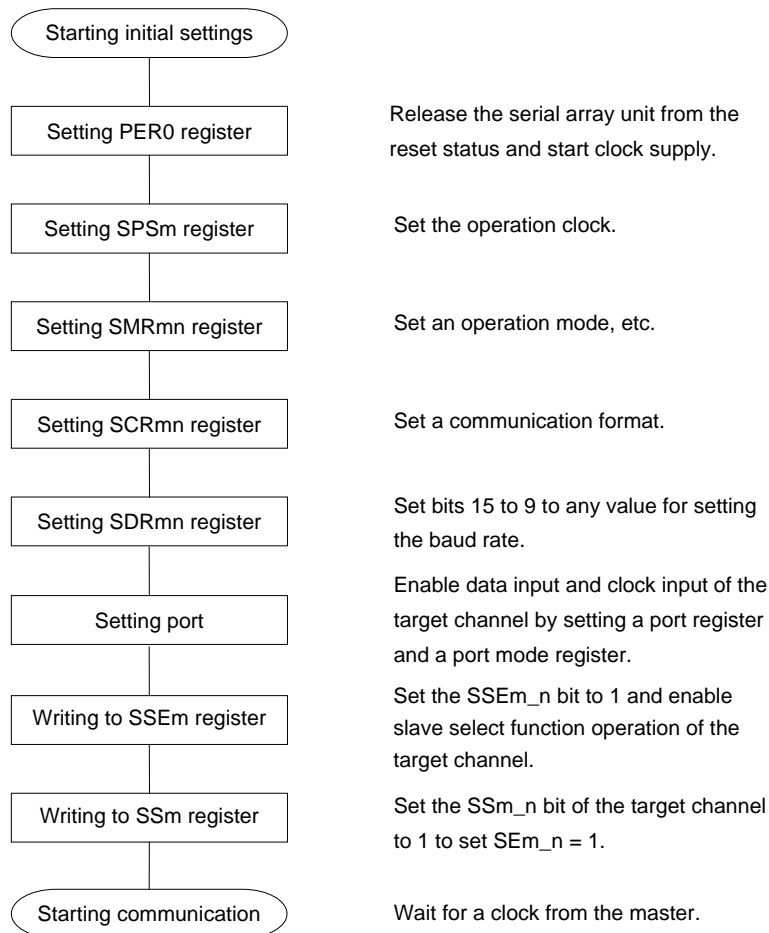 Starting initial settings
Setting PER0 register
Release the serial array unit from the
reset status and start clock supply.
Setting SPSm register
Set the operation clock.
Setting SMRmn register
Set an operation mode, etc.
Setting SCRmn register
Set a communication format.
Setting SDRmn register
Set bits 15 to 9 to any value for setting
the baud rate.
Setting port
Enable data input and clock input of the
target channel by setting a port register
and a port mode register.
Writing to SSEm register
Set the SSEm_n bit to 1 and enable
slave select function operation of the
target channel.
Writing to SSm register
Set the SSm_n bit of the target channel
to 1 to set SEm_n = 1.
Starting communication
Wait for a clock from the master.